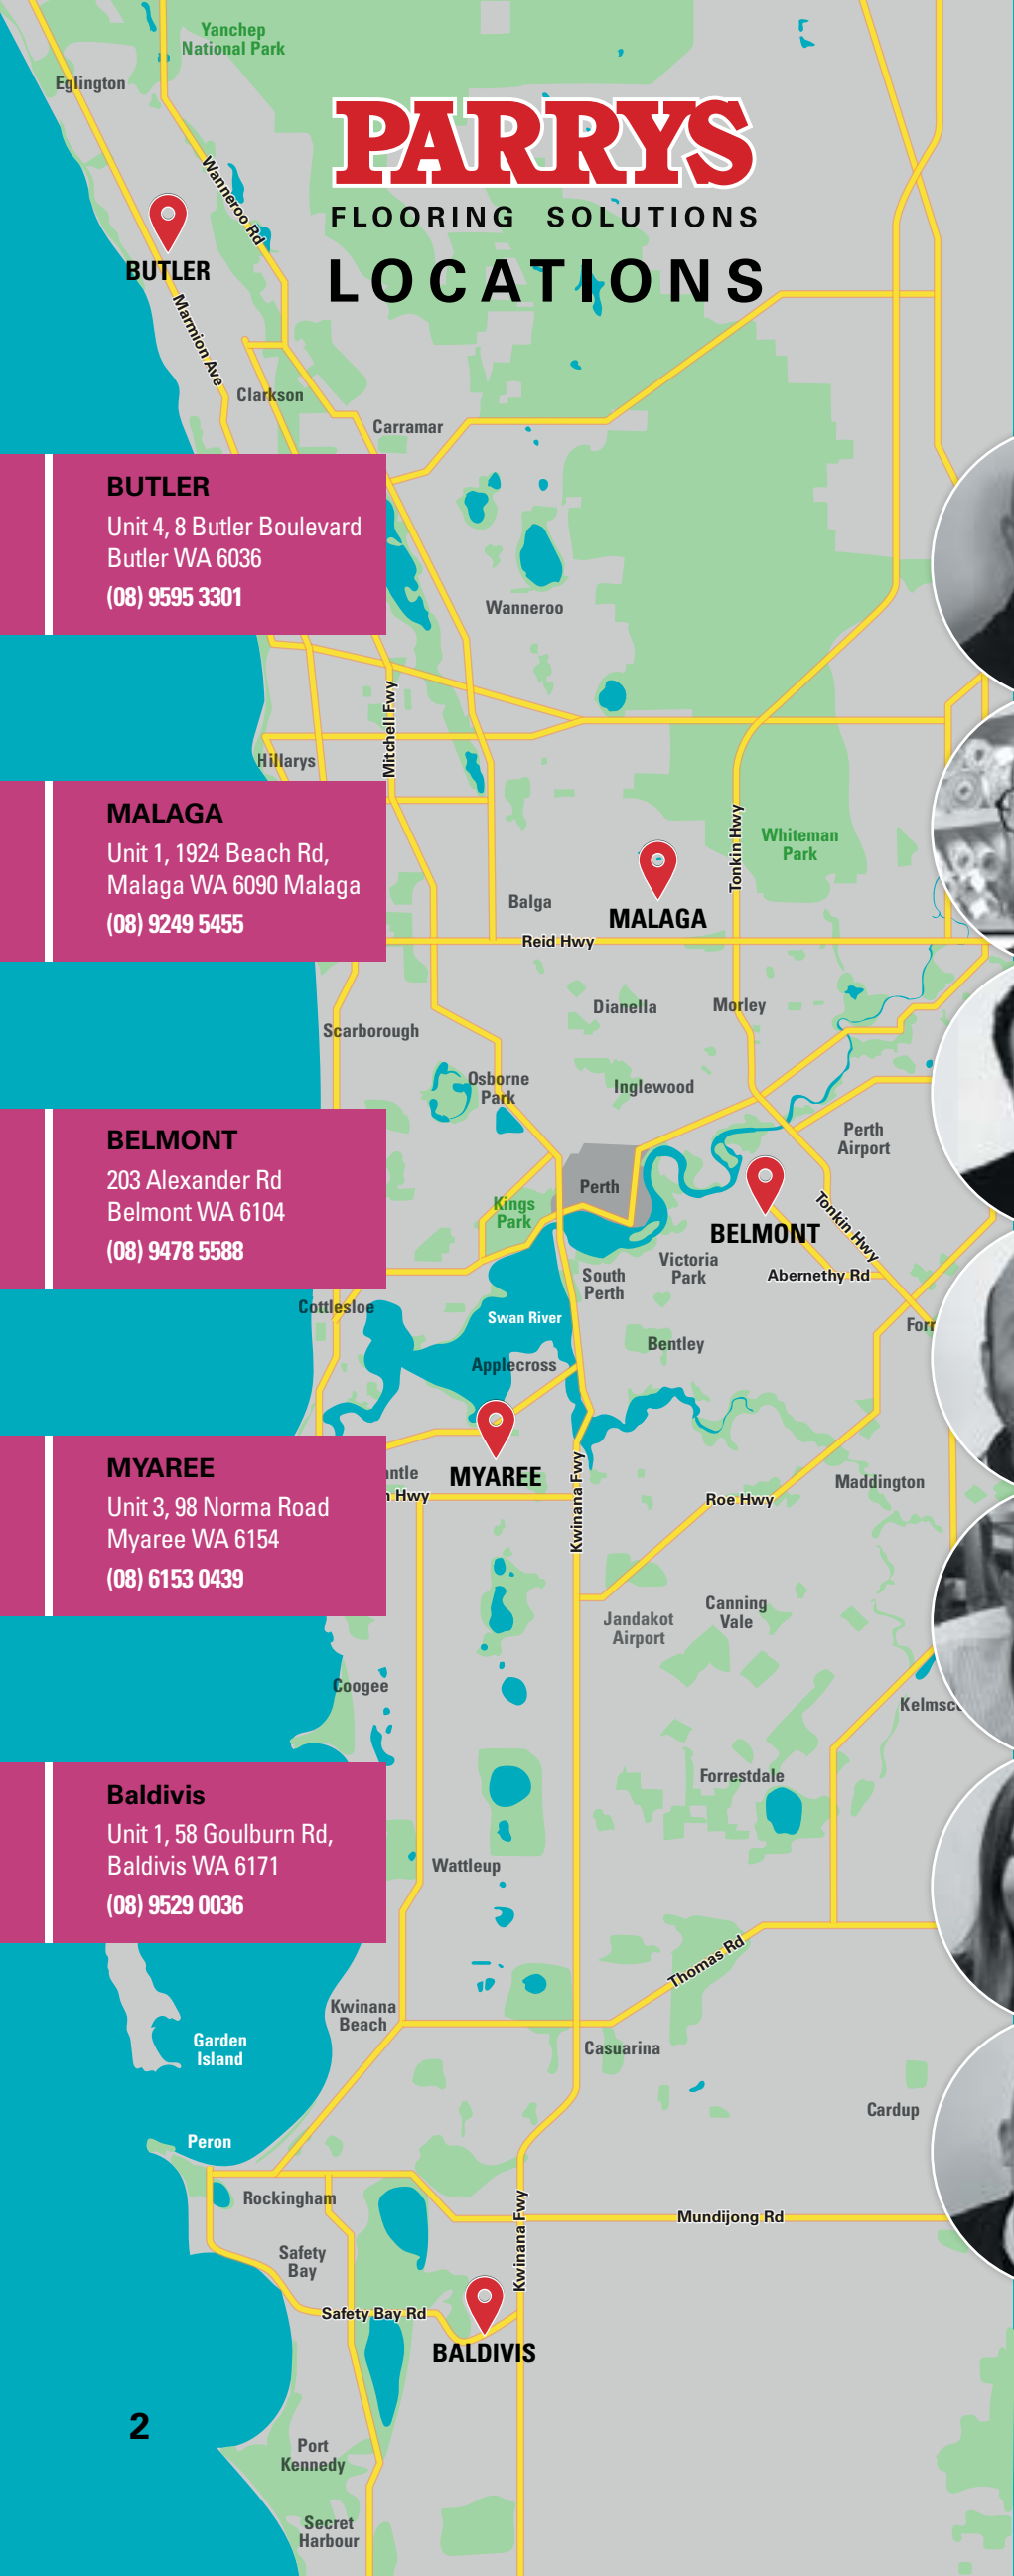 Yanchep
National Park
Eglington
PARRYS
FLOORING SOLUTIONS
LOCATIONS
Wanneroo Rd
BUTLER
Marmion Ave
Clarkson
Carramar
BUTLER
Unit 4, 8 Butler Boulevard
Butler WA 6036
(08) 9595 3301
Wanneroo
Mitchell Fwy
Hillarys
MALAGA
Unit 1, 1924 Beach Rd,
Malaga WA 6090 Malaga
(08) 9249 5455
Tonkin Hwy
Whiteman
Park
Balga
MALAGA
Reid Hwy
Dianella
Morley
Scarborough
Osborne
Park
Inglewood
BELMONT
203 Alexander Rd
Belmont WA 6104
(08) 9478 5588
Perth
Airport
Perth
Kings
Park
BELMONT
Tonkin Hwy
Victoria
Park
South
Perth
Abernethy Rd
Cottlesloe
Swan River
Forr
Bentley
Applecross
MYAREE
Unit 3, 98 Norma Road
Myaree WA 6154
(08) 6153 0439
antle
MYAREE
Hwy
Kwinana Fwy
Roe Hwy
Maddington
Jandakot
Airport
Canning
Vale
Coogee
Kelmsc
Forrestdale
Baldivis
Unit 1, 58 Goulburn Rd,
Baldivis WA 6171
(08) 9529 0036
Wattleup
Thomas Rd
Kwinana
Beach
Garden
Island
Casuarina
Cardup
Peron
Rockingham
Kwinana Fwy
Mundijong Rd
Safety
Bay
Safety Bay Rd
BALDIVIS
2
Port
Kennedy
Secret
Harbour